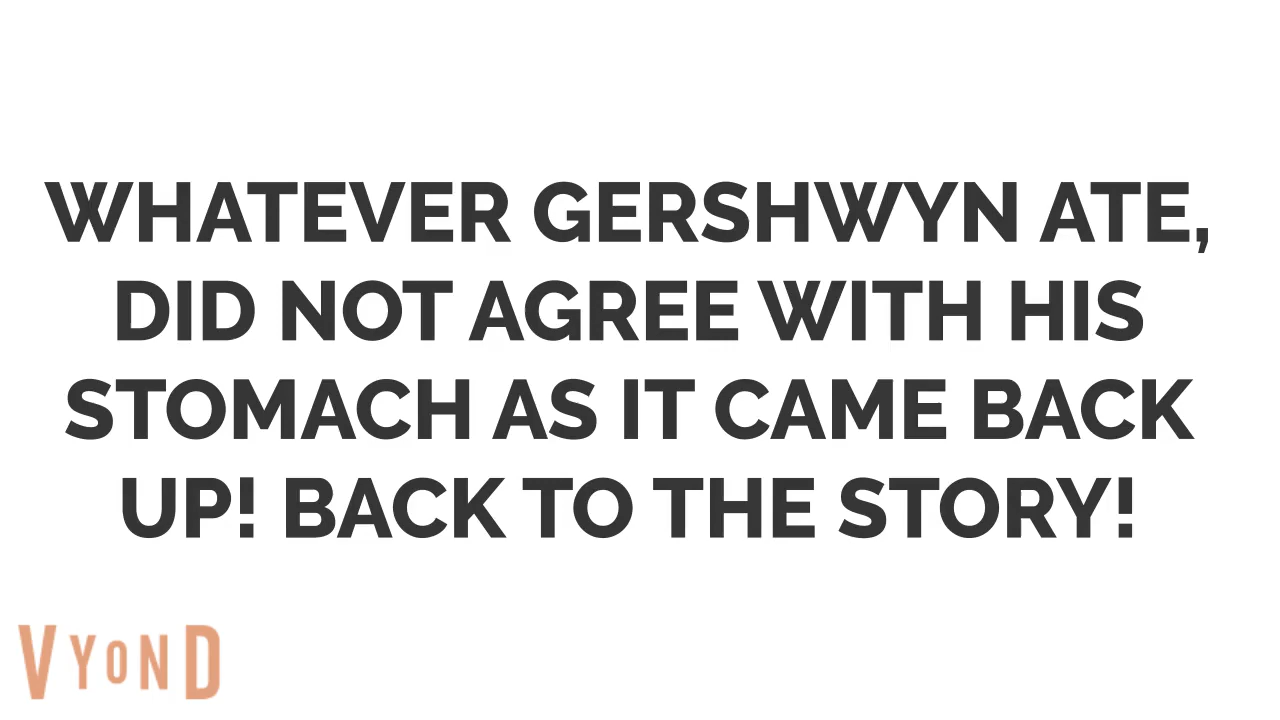 WHATEVER GERSHWYN ATE,
DID NOT AGREE WITH HIS
STOMACH AS IT CAME BACK
UP! BACK TO THE STORY!
VYOND